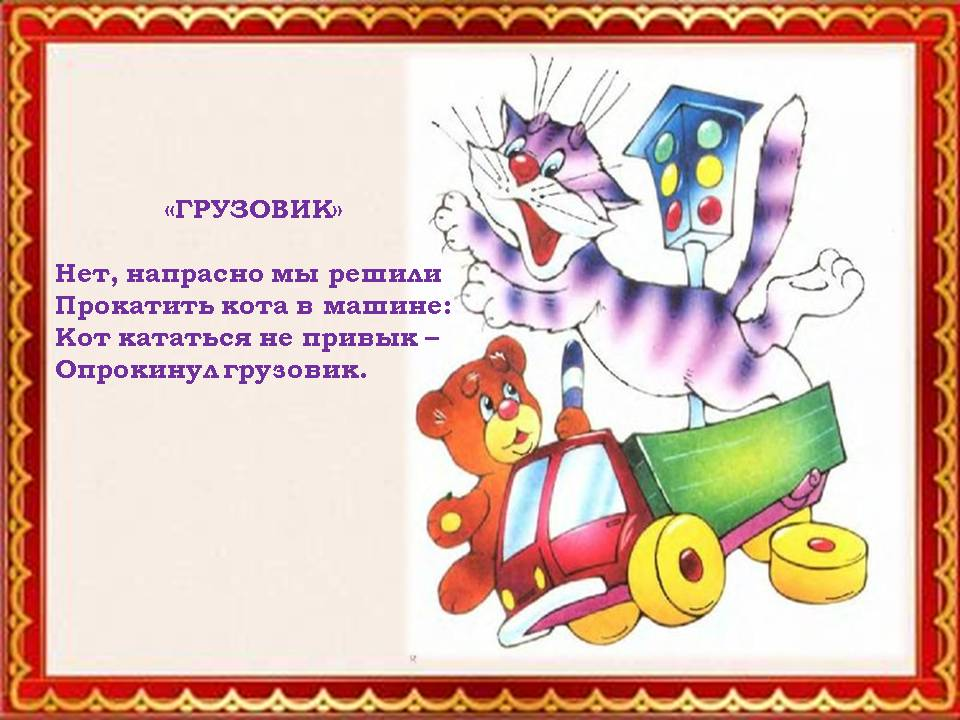 «ГРУЗОВИК»
Нет, напрасно мы решили
Прокатить кота в машине:
Кот кататься не привык –
Опрокинул грузовик.